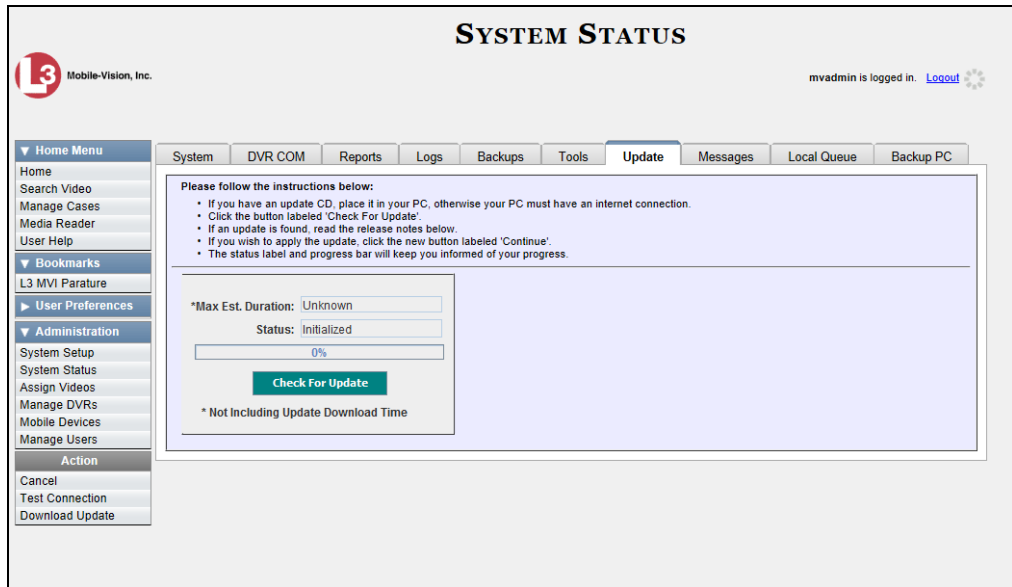 SYSTEM STATUS
L3 Mobile-Vision, Inc.
mvadmin is logged in. Logout
▼ Home Menu
Home
Search Video
Manage Cases
Media Reader
User Help
▼ Bookmarks
L3 MVI Parature
▶ User Preferences
▼ Administration
System Setup
System Status
Assign Videos
Manage DVRs
Mobile Devices
Manage Users
Action
Cancel
Test Connection
Download Update
System DVR COM Reports Logs Backups Tools Update Messages Local Queue Backup PC
Please follow the instructions below:
• If you have an update CD, place it in your PC, otherwise your PC must have an internet connection.
• Click the button labeled 'Check For Update'.
• If an update is found, read the release notes below.
• If you wish to apply the update, click the new button labeled 'Continue'.
• The status label and progress bar will keep you informed of your progress.
*Max Est. Duration: Unknown
Status: Initialized
0%
Check For Update
* Not Including Update Download Time